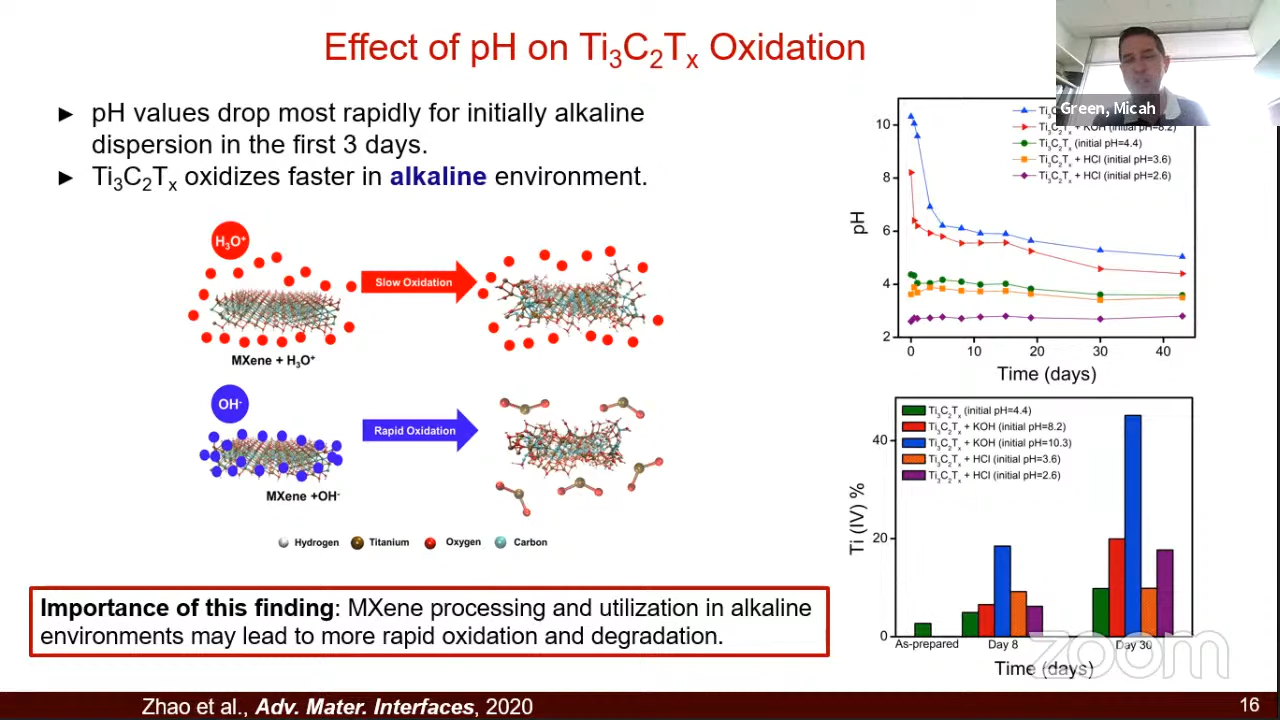 Effect of pH on Ti3C2Tx Oxidation
► pH values drop most rapidly for initially alkaline
dispersion in the first 3 days.
► Ti3C2Tx oxidizes faster in alkaline environment.
H3O+
Slow Oxidation
MXene + H3O+
OH-
Rapid Oxidation
MXene +OH-
Hydrogen Titanium Oxygen Carbon
Importance of this finding: MXene processing and utilization in alkaline
environments may lead to more rapid oxidation and degradation.
Green, Micah
Ti3C2Tx + KOH (initial pH=8.2)
Ti3C2Tx (initial pH=4.4)
Ti3C2Tx + HCl (initial pH=3.6)
Ti3C2Tx + HCl (initial pH=2.6)
pH
10
8
6
4
2
0 10 20 30 40
Time (days)
Ti3C2Tx (initial pH=4.4)
Ti3C2Tx + KOH (initial pH=8.2)
Ti3C2Tx + KOH (initial pH=10.3)
Ti3C2Tx + HCl (initial pH=3.6)
Ti3C2Tx + HCl (initial pH=2.6)
Ti (IV) %
40
20
0
As-prepared Day 8 Day 30
Time (days)
zoom
Zhao et al., Adv. Mater. Interfaces, 2020
16